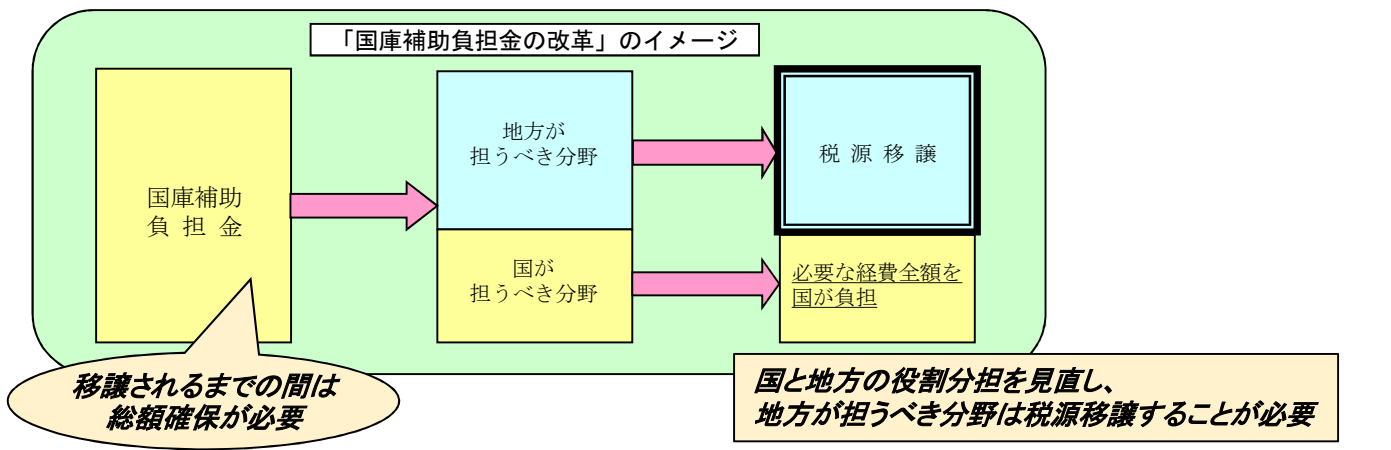 「国庫補助負担金の改革」のイメージ
国庫補助
負 担 金
地方が
担うべき分野
国が
担うべき分野
税 源 移 譲
必要な経費全額を
国が負担
移譲されるまでの間は
総額確保が必要
国と地方の役割分担を見直し、
地方が担うべき分野は税源移譲することが必要